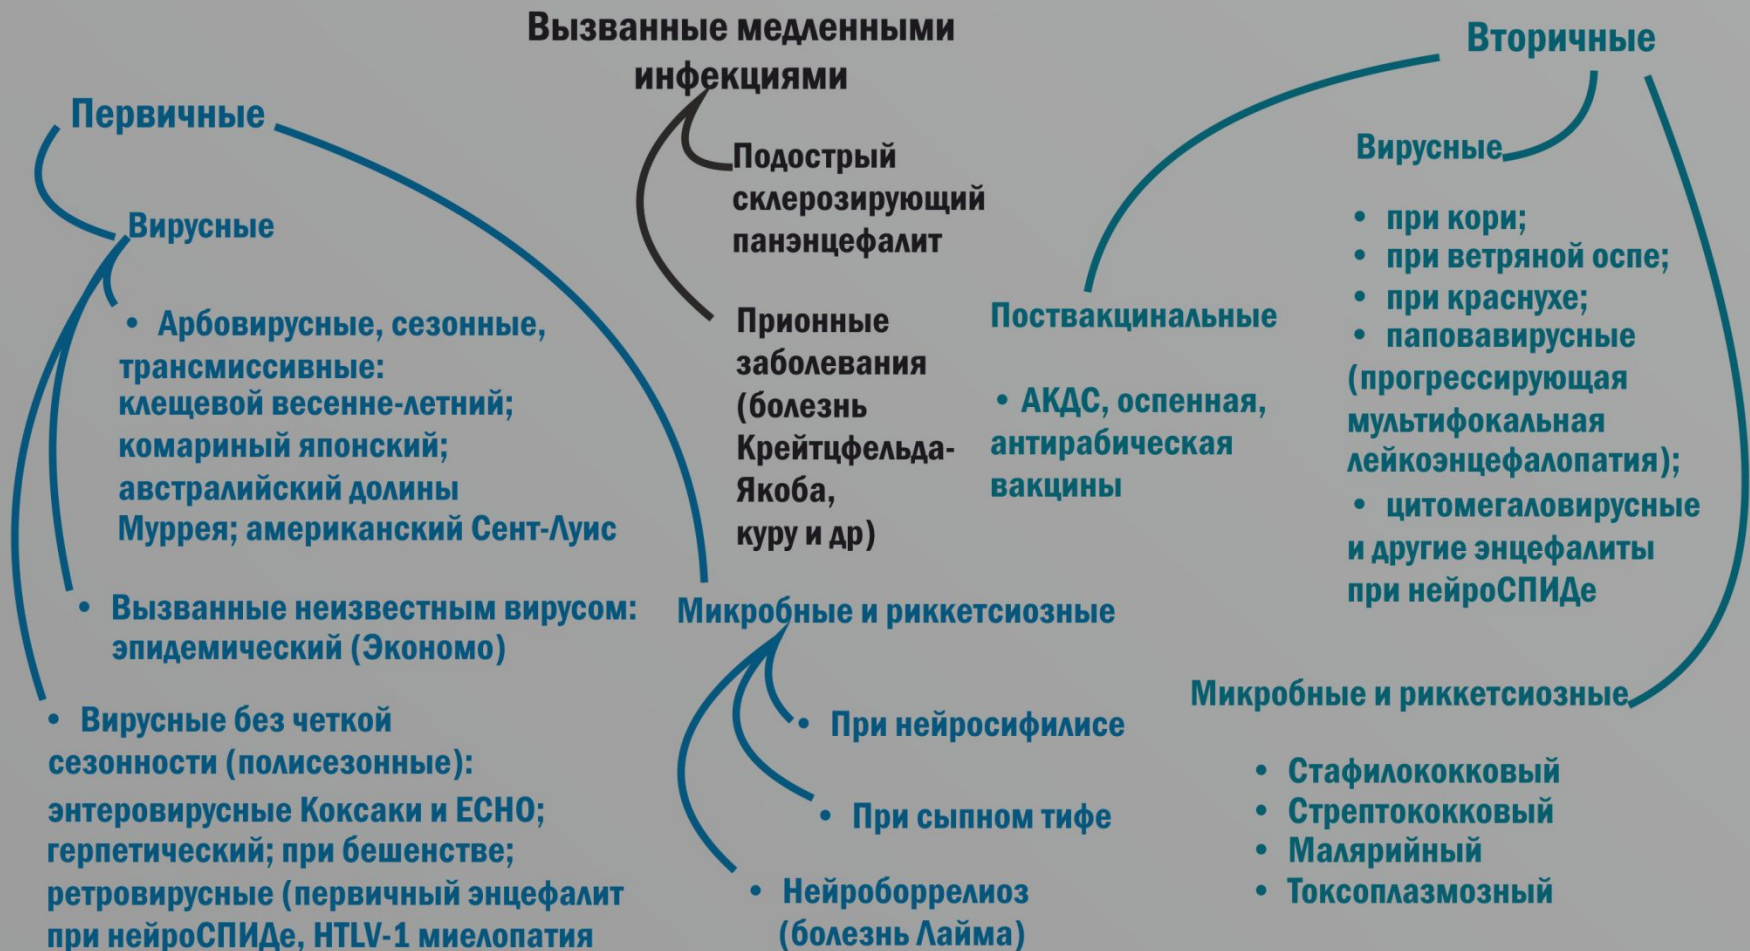 Вызванные медленными
инфекциями
Подострый
склерозирующий
панэнцефалит
Прионные
заболевания
(болезнь
Крейтцфельда-
Якоба,
куру и др)
Первичные
Вирусные
• Арбовирусные, сезонные,
трансмиссивные:
клещевой весенне-летний;
комариный японский;
австралийский долины
Муррея; американский Сент-Луис
• Вызванные неизвестным вирусом:
эпидемический (Экономо)
• Вирусные без четкой
сезонности (полисезонные):
энтеровирусные Коксаки и ECHO;
герпетический; при бешенстве;
ретровирусные (первичный энцефалит
при нейроСПИДе, HTLV-1 миелопатия
Микробные и риккетсиозные
• При нейросифилисе
• При сыпном тифе
• Нейроборрелиоз
(болезнь Лайма)
Вторичные
Поствакцинальные
• АКДС, оспенная,
антирабическая
вакцины
Вирусные
• при кори;
• при ветряной оспе;
• при краснухе;
• паповавирусные
(прогрессирующая
мультифокальная
лейкоэнцефалопатия);
• цитомегаловирусные
и другие энцефалиты
при нейроСПИДе
Микробные и риккетсиозные
• Стафилококковый
• Стрептококковый
• Малярийный
• Токсоплазмозный